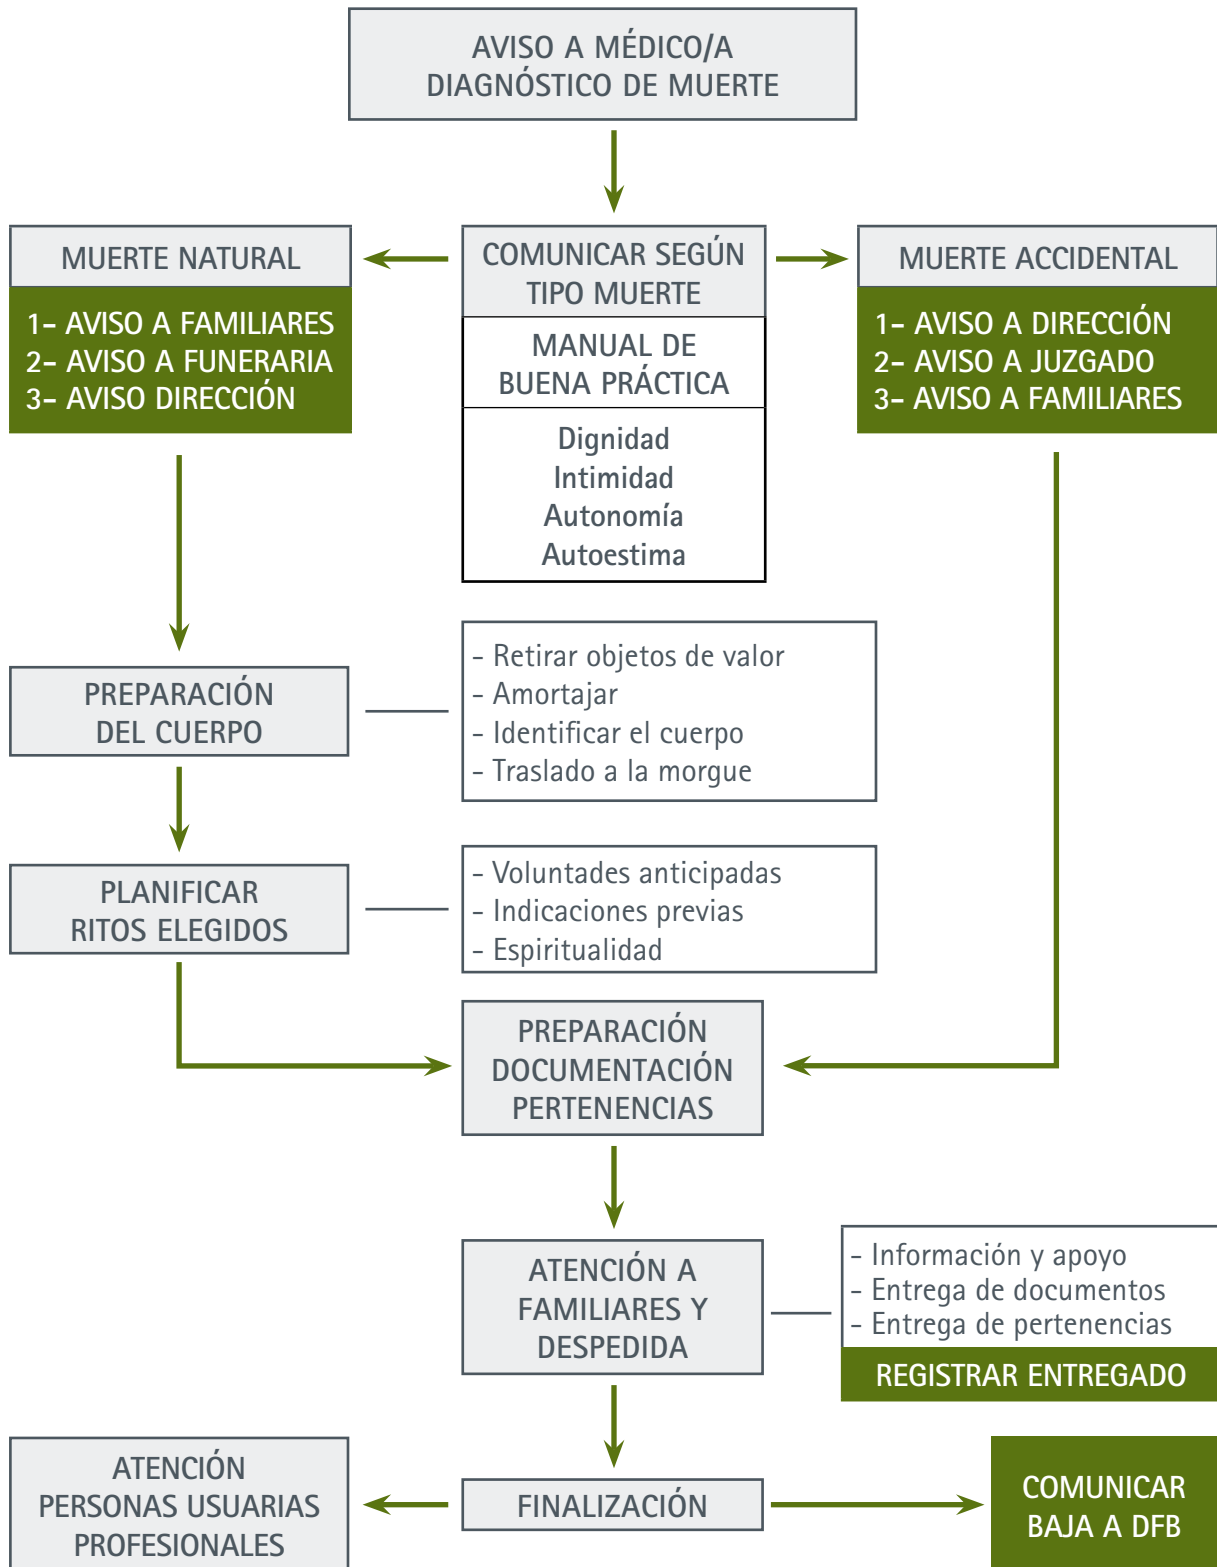 AVISO A MÉDICO/A
DIAGNÓSTICO DE MUERTE
MUERTE NATURAL
1- AVISO A FAMILIARES
2- AVISO A FUNERARIA
3- AVISO DIRECCIÓN
COMUNICAR SEGÚN
TIPO MUERTE
MANUAL DE
BUENA PRÁCTICA
Dignidad
Intimidad
Autonomía
Autoestima
MUERTE ACCIDENTAL
1- AVISO A DIRECCIÓN
2- AVISO A JUZGADO
3- AVISO A FAMILIARES
PREPARACIÓN
DEL CUERPO
- Retirar objetos de valor
- Amortajar
- Identificar el cuerpo
- Traslado a la morgue
PLANIFICAR
RITOS ELEGIDOS
- Voluntades anticipadas
- Indicaciones previas
- Espiritualidad
PREPARACIÓN
DOCUMENTACIÓN
PERTENENCIAS
ATENCIÓN A
FAMILIARES Y
DESPEDIDA
- Información y apoyo
- Entrega de documentos
- Entrega de pertenencias
REGISTRAR ENTREGADO
ATENCIÓN
PERSONAS USUARIAS
PROFESIONALES
FINALIZACIÓN
COMUNICAR
BAJA A DFB